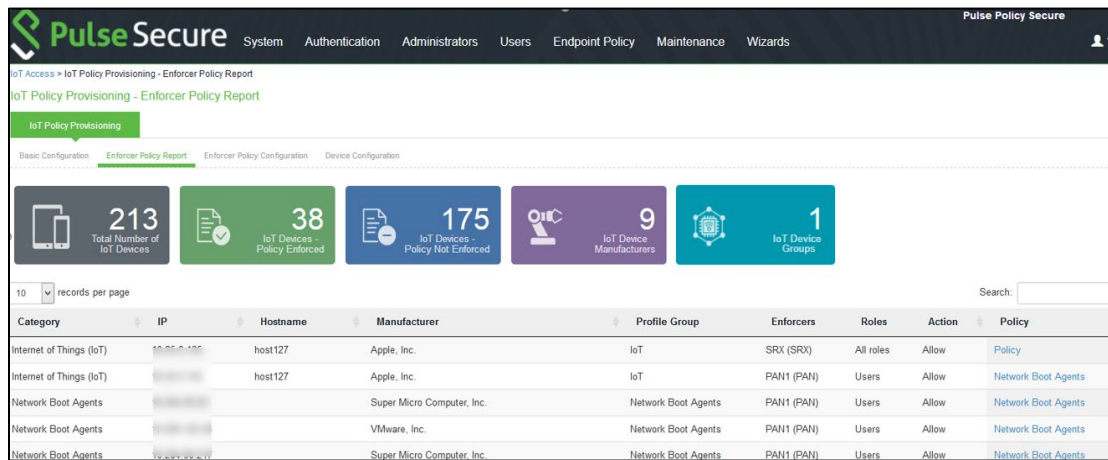 Pulse Policy Secure
Pulse Secure System Authentication Administrators Users Endpoint Policy Maintenance Wizards
IoT Access > IoT Policy Provisioning - Enforcer Policy Report
IoT Policy Provisioning - Enforcer Policy Report
IoT Policy Provisioning
Basic Configuration Enforcer Policy Report Enforcer Policy Configuration Device Configuration
213
Total Number of
IoT Devices
38
IoT Devices -
Policy Enforced
175
IoT Devices -
Policy Not Enforced
9
IoT Device
Manufacturers
1
IoT Device
Groups
10 records per page Search:
Category IP Hostname Manufacturer Profile Group Enforcers Roles Action Policy
Internet of Things (IoT) host127 Apple, Inc. IoT SRX (SRX) All roles Allow Policy
Internet of Things (IoT) host127 Apple, Inc. IoT PAN1 (PAN) Users Allow Network Boot Agents
Network Boot Agents Super Micro Computer, Inc. Network Boot Agents PAN1 (PAN) Users Allow Network Boot Agents
Network Boot Agents VMware, Inc. Network Boot Agents PAN1 (PAN) Users Allow Network Boot Agents
Network Boot Agents Super Micro Computer, Inc. Network Boot Agents PAN1 (PAN) Users Allow Network Boot Agents